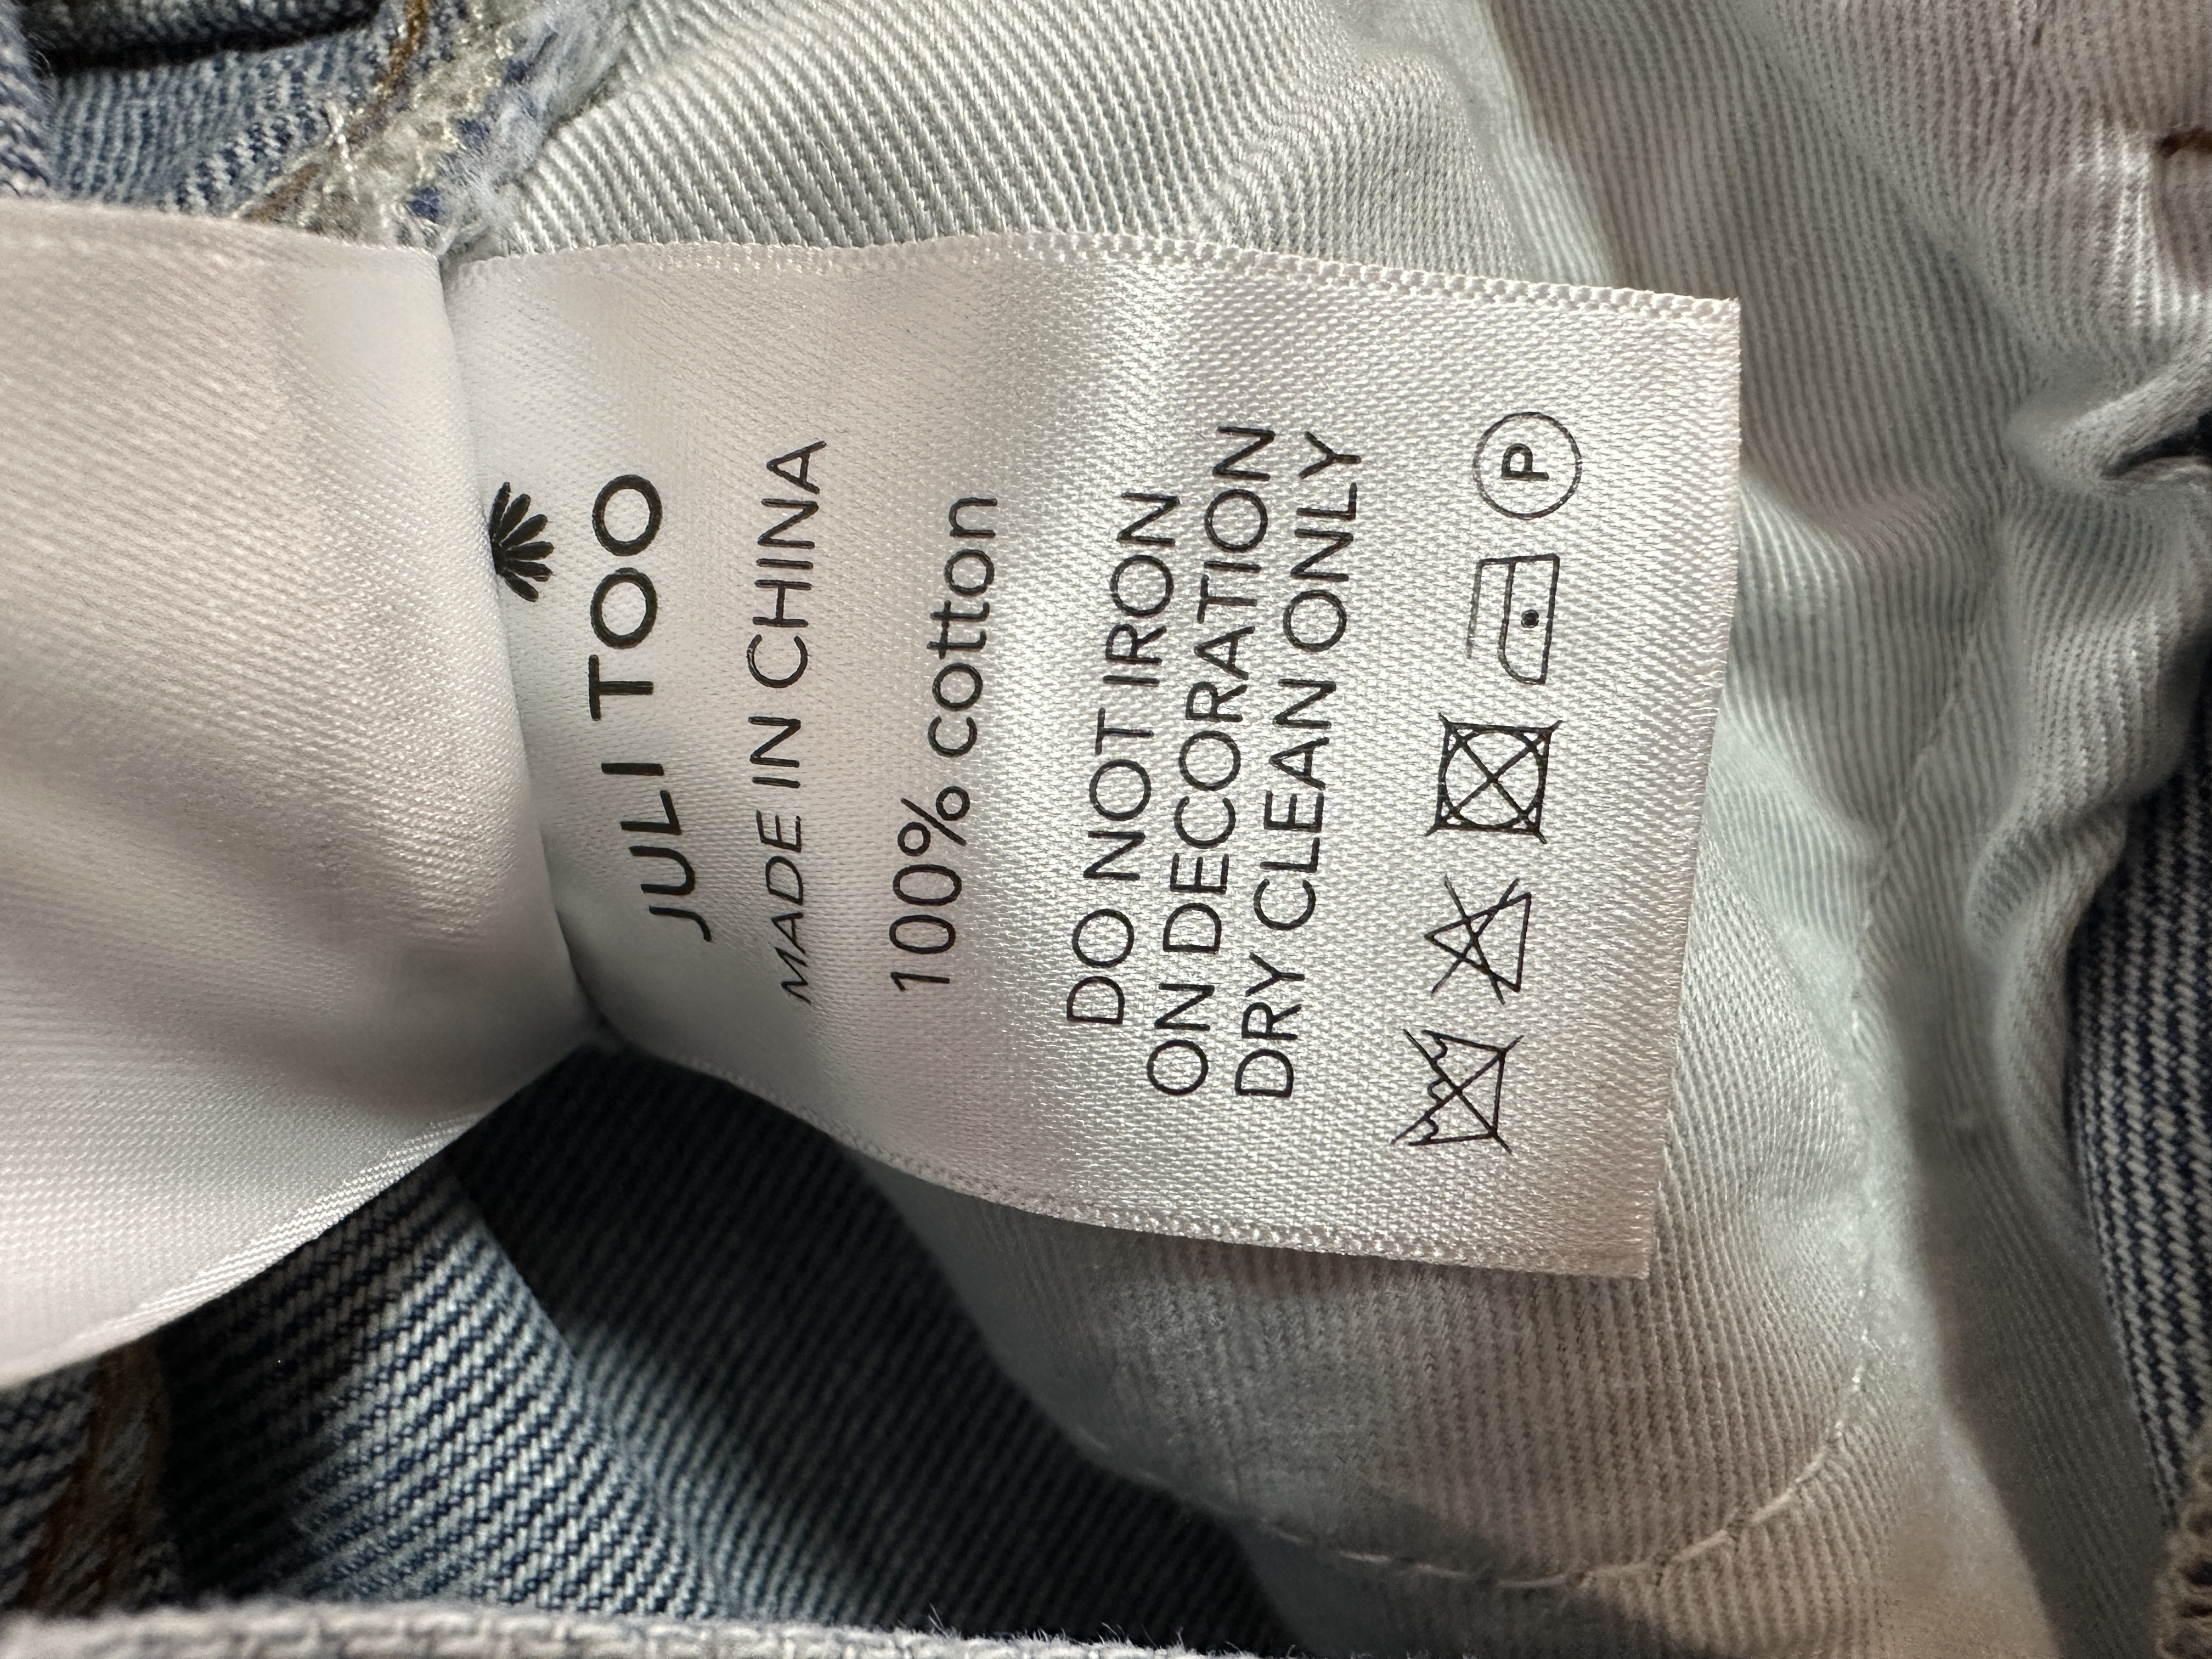 JULI TOO
MADE IN CHINA
100% cotton
DO NOT IRON
ON DECORATION
DRY CLEAN ONLY
P